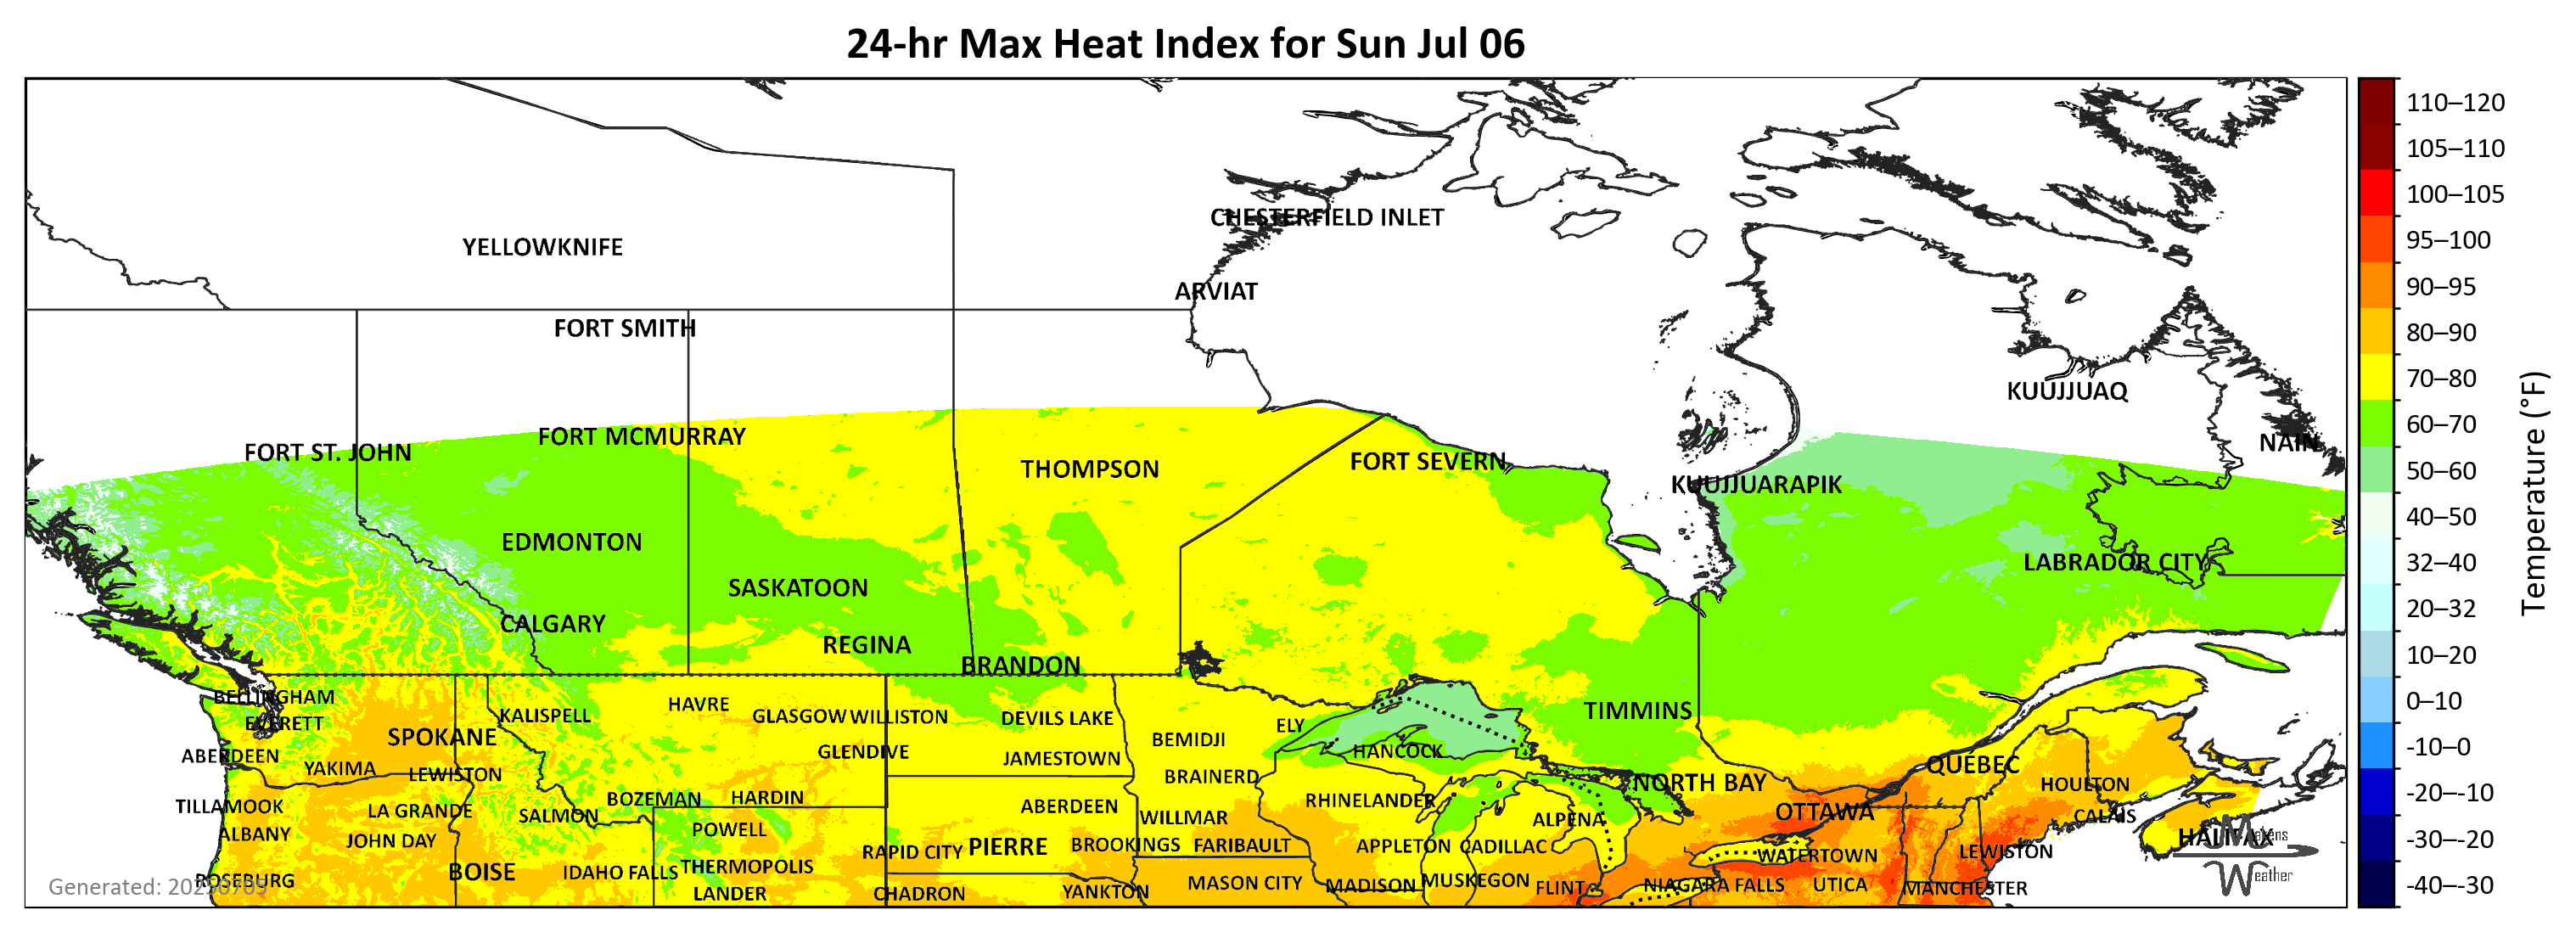 24-hr Max Heat Index for Sun Jul 06
110–120
105–110
CHESTERFIELD INLET
100–105
YELLOWKNIFE
95–100
ARVIAT
90–95
FORT SMITH
80–90
KUUJJUAQ
70–80
FORT ST. JOHN
FORT MCMURRAY
THOMPSON
FORT SEVERN
NAIN
60–70
KUUJJUARAPIK
50–60
40–50
EDMONTON
LABRADOR CITY
32–40
SASKATOON
CALGARY
20–32
REGINA
BRANDON
10–20
Temperature (°F)
BELLINGHAM
HAVRE
0–10
EVERETT
KALISPELL
GLASGOW
WILLISTON
DEVILS LAKE
ELY
TIMMINS
SPOKANE
BEMIDJI
HANCOCK
-10–0
ABERDEEN
GLENDIVE
JAMESTOWN
QUÉBEC
YAKIMA
LEWISTON
BRAINERD
NORTH BAY
HOULTON
-20–-10
TILLAMOOK
LA GRANDE
SALMON
BOZEMAN
HARDIN
ABERDEEN
WILLMAR
RHINELANDER
ALPENA
OTTAWA
CALAIS
ALBANY
JOHN DAY
POWELL
RAPID CITY
PIERRE
BROOKINGS
FARIBAULT
APPLETON
CADILLAC
WATERTOWN
LEWISTON
HALIFAX
-30–-20
Makens
Weather
ROSEBURG
BOISE
IDAHO FALLS
THERMOPOLIS
LANDER
CHADRON
YANKTON
MASON CITY
MADISON
MUSKEGON
FLINT
NIAGARA FALLS
UTICA
MANCHESTER
-40–-30
Generated: 20250705